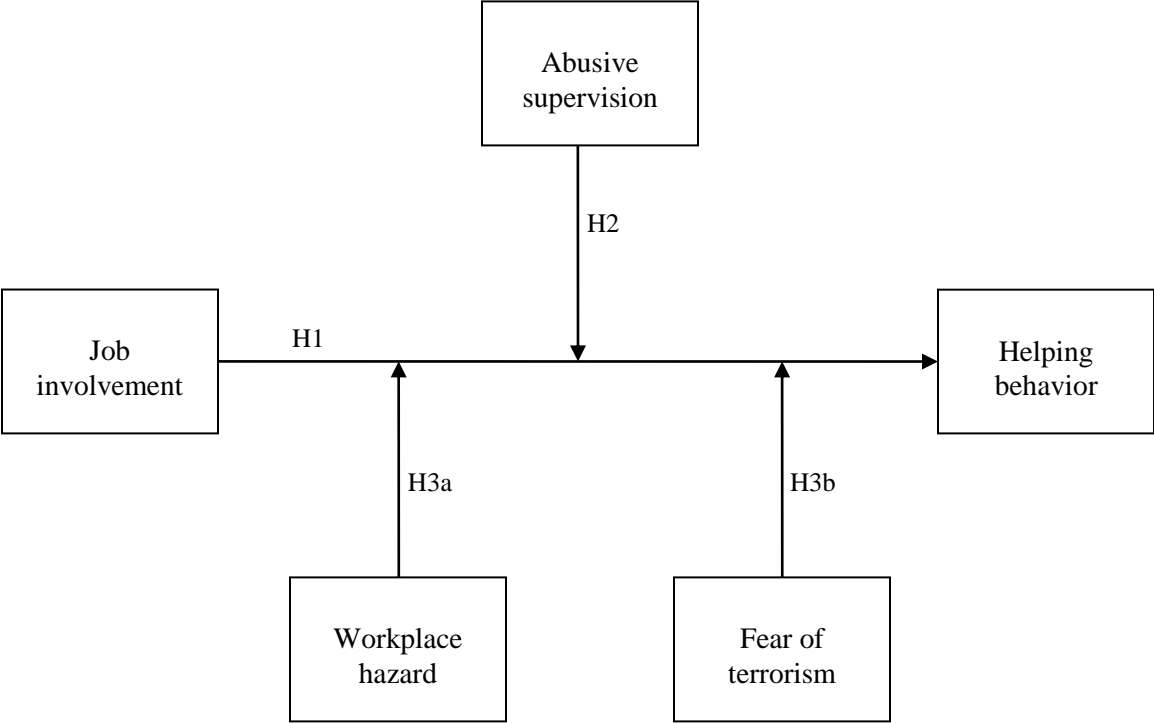 Abusive
supervision
H2
H1
Job
involvement
Helping
behavior
H3a
H3b
Workplace
hazard
Fear of
terrorism